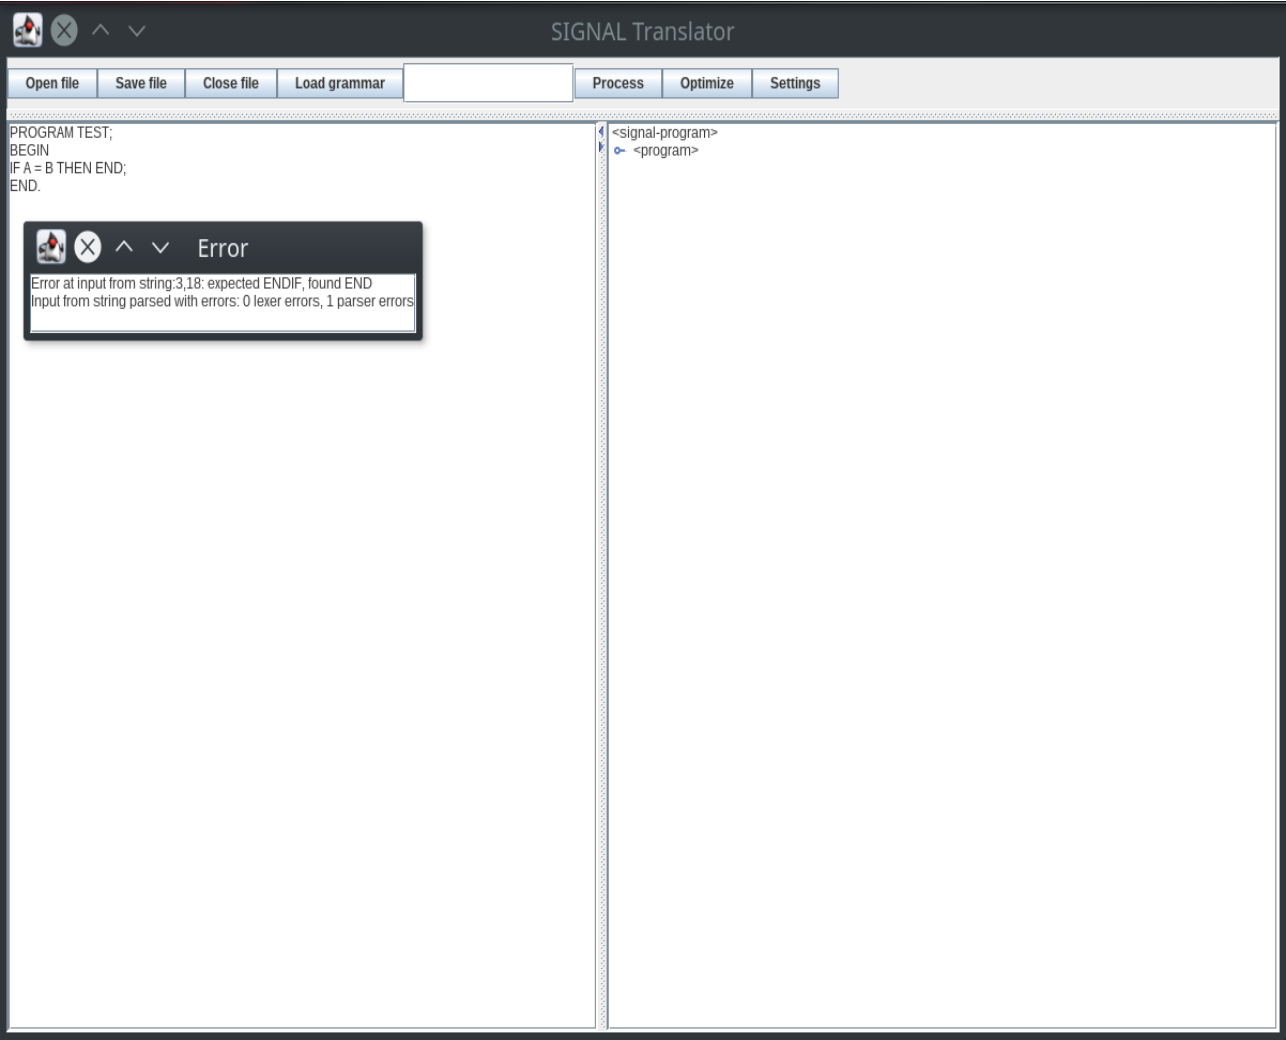 SIGNAL Translator
Open file Save file Close file Load grammar Process Optimize Settings
PROGRAM TEST;
BEGIN
IF A = B THEN END;
END.
Error
Error at input from string:3,18: expected ENDIF, found END
Input from string parsed with errors: 0 lexer errors, 1 parser errors
<signal-program>
<program>